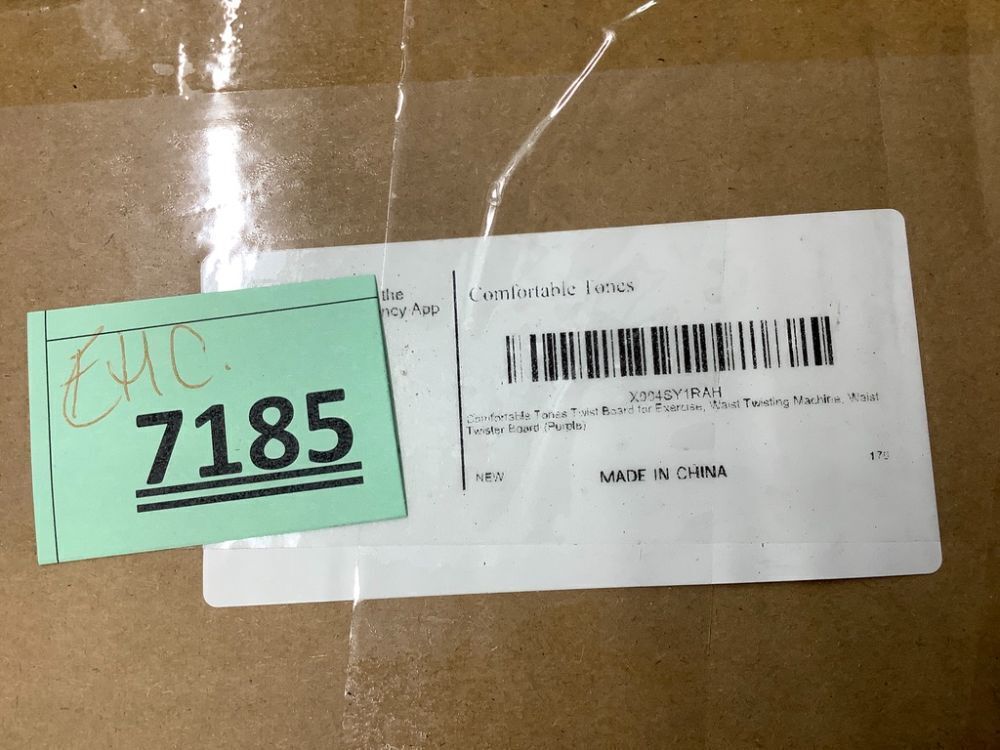 EHC.
7185
the
ncy App
Comfortable Tones
X004SY1RAH
Comfortable Tones Twist Board for Exercise, Waist Twisting Machine, Waist
Twister Board (Purple)
NEW
MADE IN CHINA